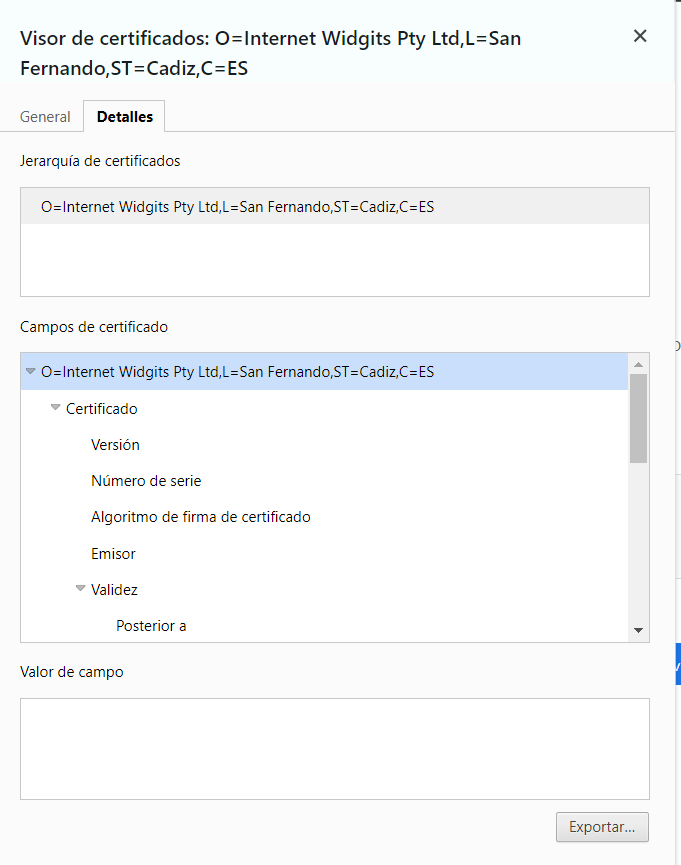 Visor de certificados: O=Internet Widgits Pty Ltd,L=San
Fernando,ST=Cadiz,C=ES
General
Detalles
Jerarquía de certificados
O=Internet Widgits Pty Ltd,L=San Fernando,ST=Cadiz,C=ES
Campos de certificado
O=Internet Widgits Pty Ltd,L=San Fernando,ST=Cadiz,C=ES
Certificado
Versión
Número de serie
Algoritmo de firma de certificado
Emisor
Validez
Posterior a
Valor de campo
Exportar...